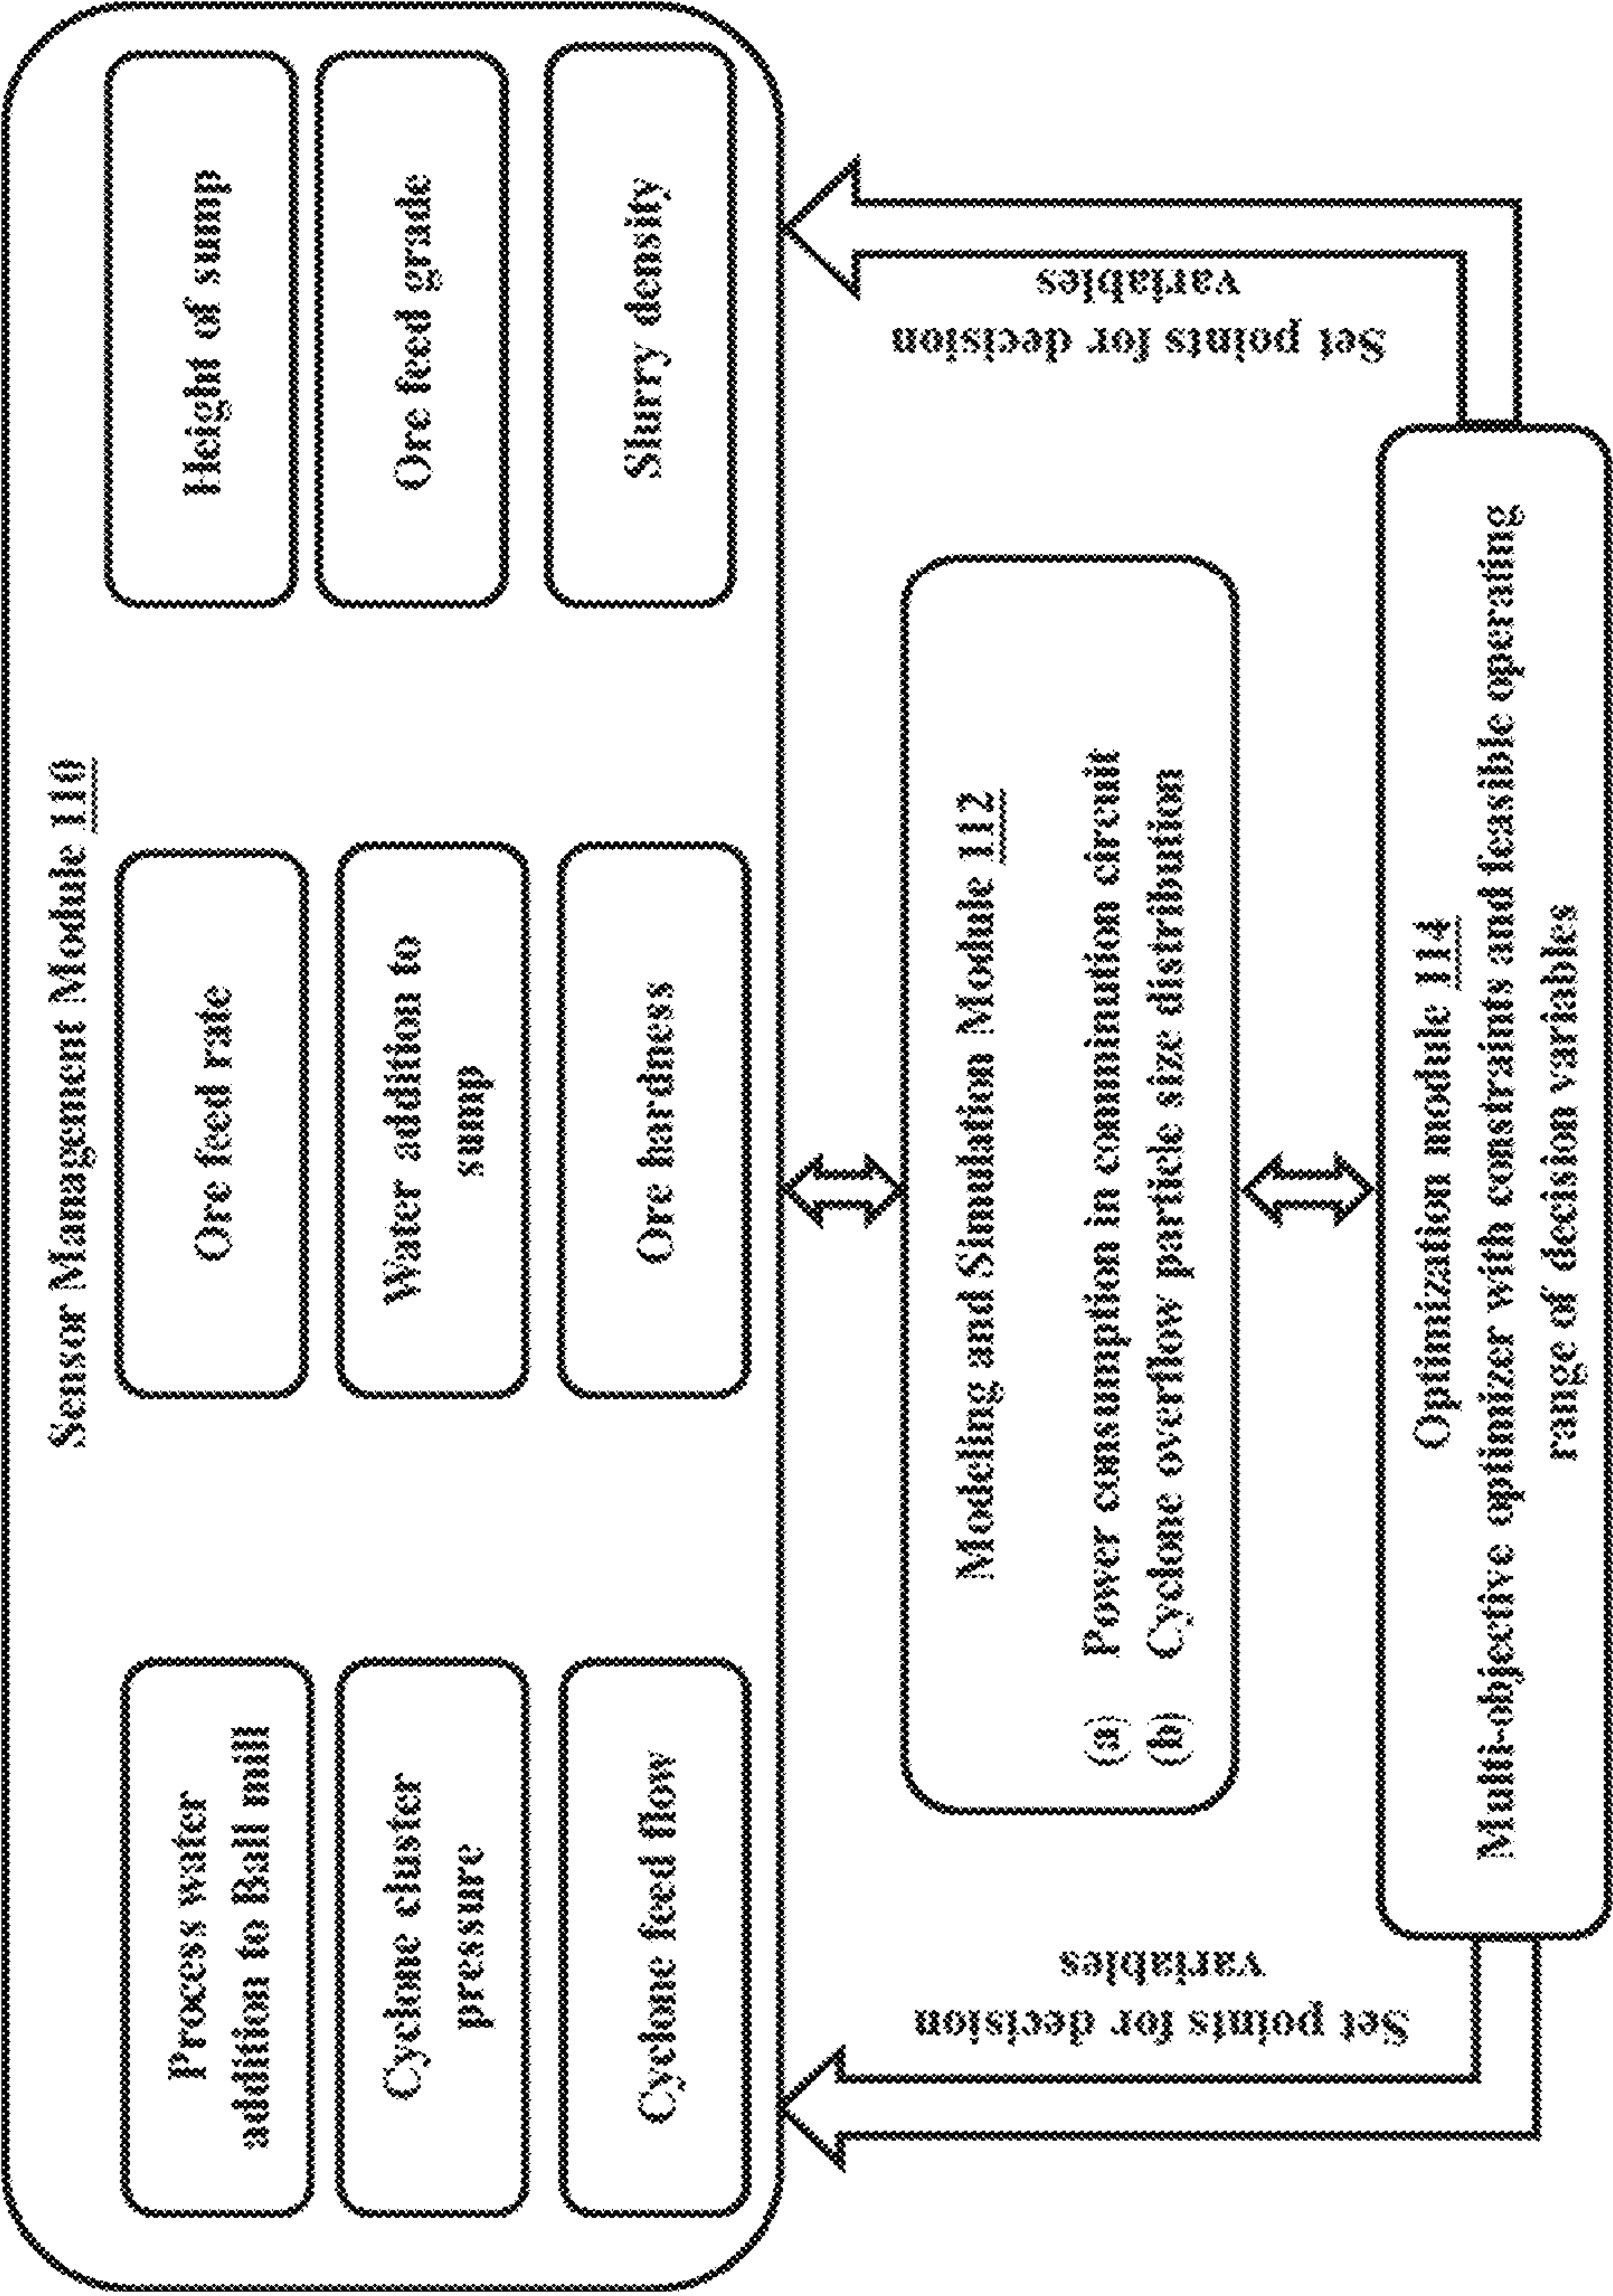 Sensor Management Module 110
Process water
addition to Ball mill
Ore feed rate
Height of sump
Cyclone cluster
pressure
Water addition to
sump
Ore feed grade
Cyclone feed flow
Ore hardness
Slurry density
Modeling and Simulation Module 112
(a) Power consumption in comminution circuit
(b) Cyclone overflow particle size distribution
Set points for decision
variables
Set points for decision
variables
Optimization module 114
Multi-objective optimizer with constraints and feasible operating
range of decision variables